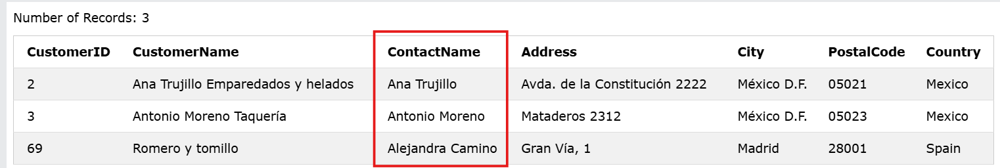 Number of Records: 3
CustomerID CustomerName ContactName Address City PostalCode Country
2 Ana Trujillo Emparedados y helados Ana Trujillo Avda. de la Constitución 2222 México D.F. 05021 Mexico
3 Antonio Moreno Taquería Antonio Moreno Mataderos 2312 México D.F. 05023 Mexico
69 Romero y tomillo Alejandra Camino Gran Vía, 1 Madrid 28001 Spain